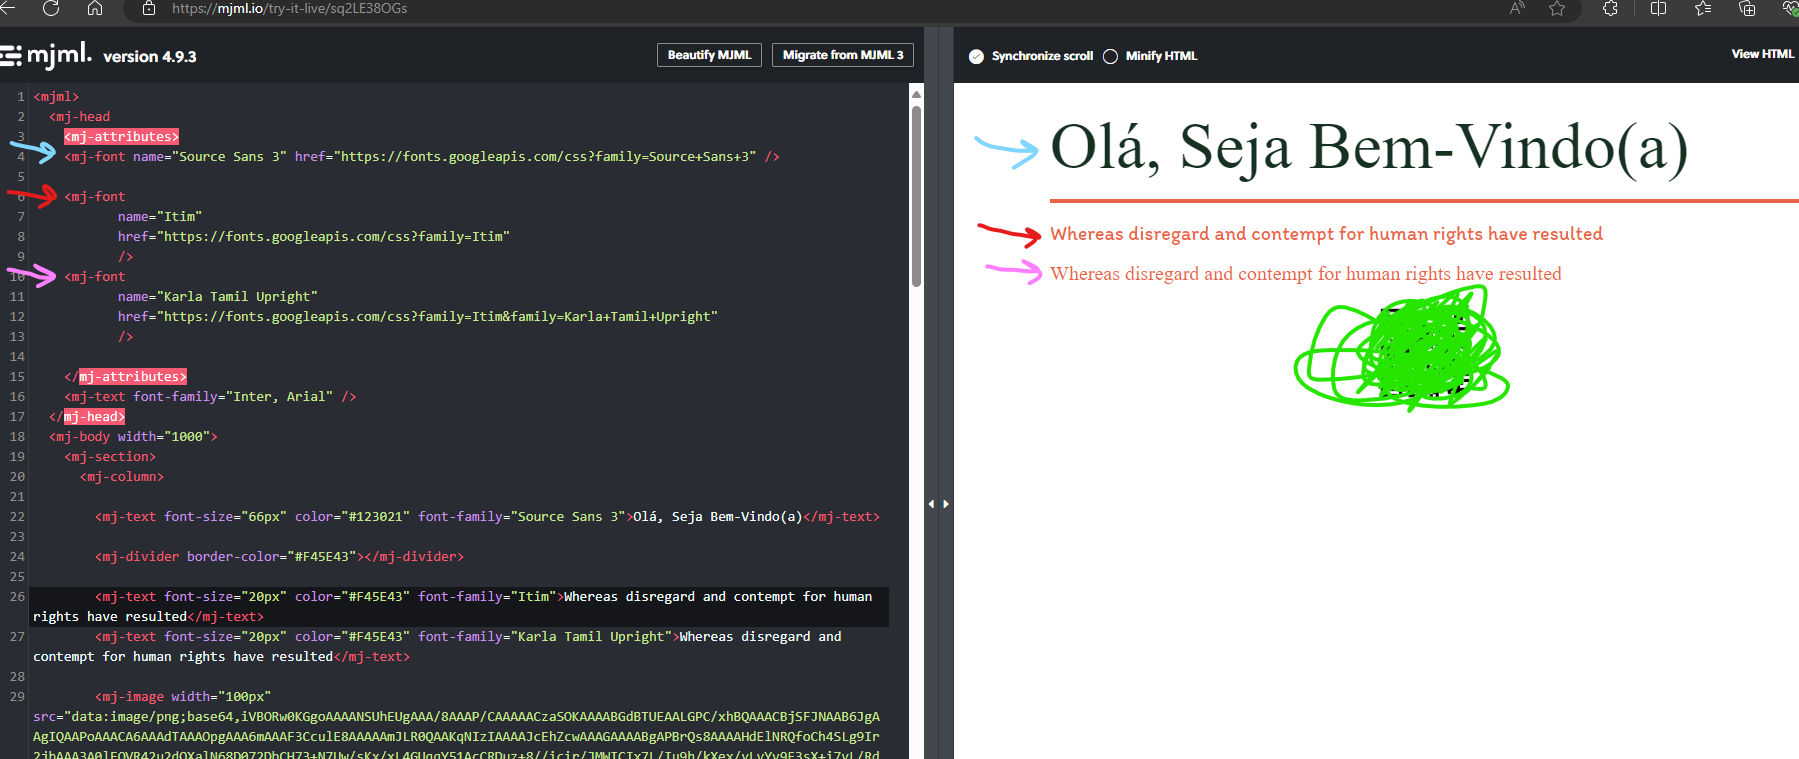 https://mjml.io/try-it-live/sq2LE38OGs
mjml. version 4.9.3
Beautify MJML
Migrate from MJML 3
Synchronize scroll
Minify HTML
View HTML
1 <mjml>
2 <mj-head
3 <mj-attributes>
4 <mj-font name="Source Sans 3" href="https://fonts.googleapis.com/css?family=Source+Sans+3" />
5
6 <mj-font
7 name="Itim"
8 href="https://fonts.googleapis.com/css?family=Itim"
9 />
10 <mj-font
11 name="Karla Tamil Upright"
12 href="https://fonts.googleapis.com/css?family=Itim&family=Karla+Tamil+Upright"
13 />
14
15 </mj-attributes>
16 <mj-text font-family="Inter, Arial" />
17 </mj-head>
18 <mj-body width="1000">
19 <mj-section>
20 <mj-column>
21
22 <mj-text font-size="66px" color="#123021" font-family="Source Sans 3">Olá, Seja Bem-Vindo(a)</mj-text>
23
24 <mj-divider border-color="#F45E43"></mj-divider>
25
26 <mj-text font-size="20px" color="#F45E43" font-family="Itim">Whereas disregard and contempt for human
rights have resulted</mj-text>
27 <mj-text font-size="20px" color="#F45E43" font-family="Karla Tamil Upright">Whereas disregard and
contempt for human rights have resulted</mj-text>
28
29 <mj-image width="100px"
src="data:image/png;base64,iVBORw0KGgoAAAANSUhEUgAAA/8AAAP/CAAAAACzaSOKAAAABGdBTUEAALGPC/xhBQAAACBjSFJNAAB6JgA
AgIQAAPoAAACA6AAAdTAAAOpgAAA6mAAAF3CculE8AAAAAmJLR0QAAKqNIzIAAAAJcEhZcwAAAGAAAABgAPBrQs8AAAAHdElNRQfoCh4SLg9Ir
Olá, Seja Bem-Vindo(a)
Whereas disregard and contempt for human rights have resulted
Whereas disregard and contempt for human rights have resulted